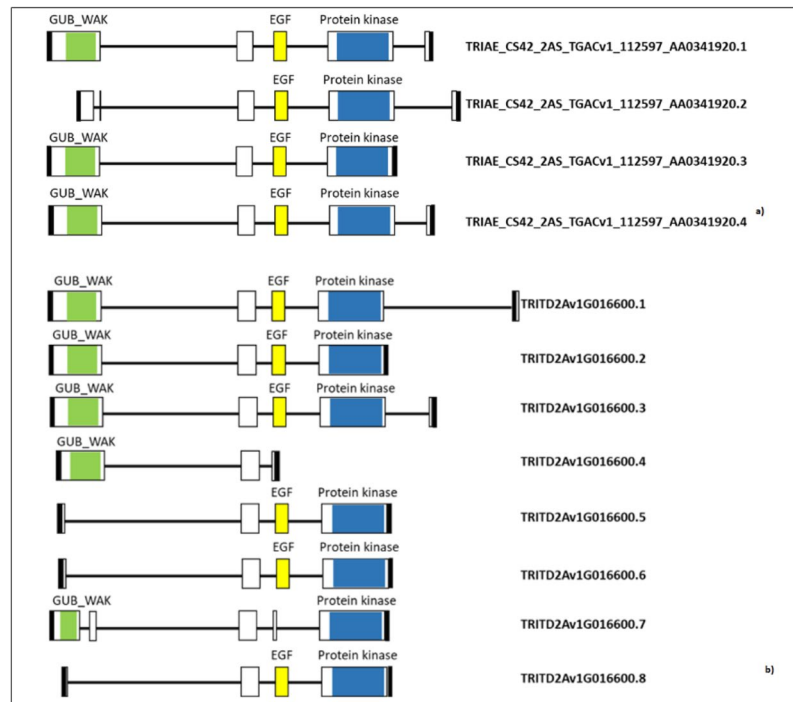 GUB_WAK EGF Protein kinase
TRIAE_CS42_2AS_TGACv1_112597_AA0341920.1
EGF Protein kinase
TRIAE_CS42_2AS_TGACv1_112597_AA0341920.2
GUB_WAK EGF Protein kinase
TRIAE_CS42_2AS_TGACv1_112597_AA0341920.3
GUB_WAK EGF Protein kinase
TRIAE_CS42_2AS_TGACv1_112597_AA0341920.4 a)
GUB_WAK EGF Protein kinase
TRITD2Av1G016600.1
GUB_WAK EGF Protein kinase
TRITD2Av1G016600.2
GUB_WAK EGF Protein kinase
TRITD2Av1G016600.3
GUB_WAK
TRITD2Av1G016600.4
EGF Protein kinase
TRITD2Av1G016600.5
EGF Protein kinase
TRITD2Av1G016600.6
GUB_WAK Protein kinase
TRITD2Av1G016600.7
EGF Protein kinase
TRITD2Av1G016600.8 b)